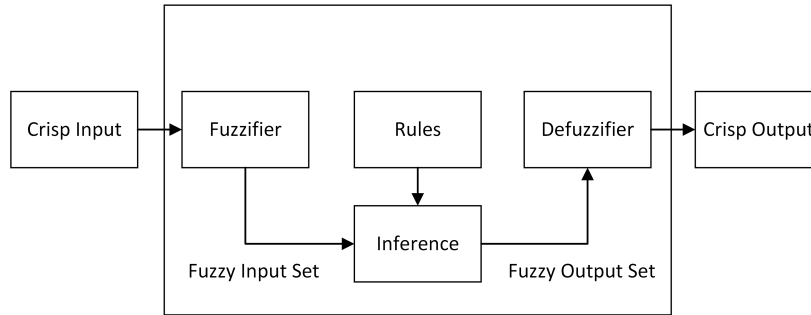 Crisp Input
Fuzzifier
Rules
Defuzzifier
Crisp Output
Inference
Fuzzy Input Set
Fuzzy Output Set